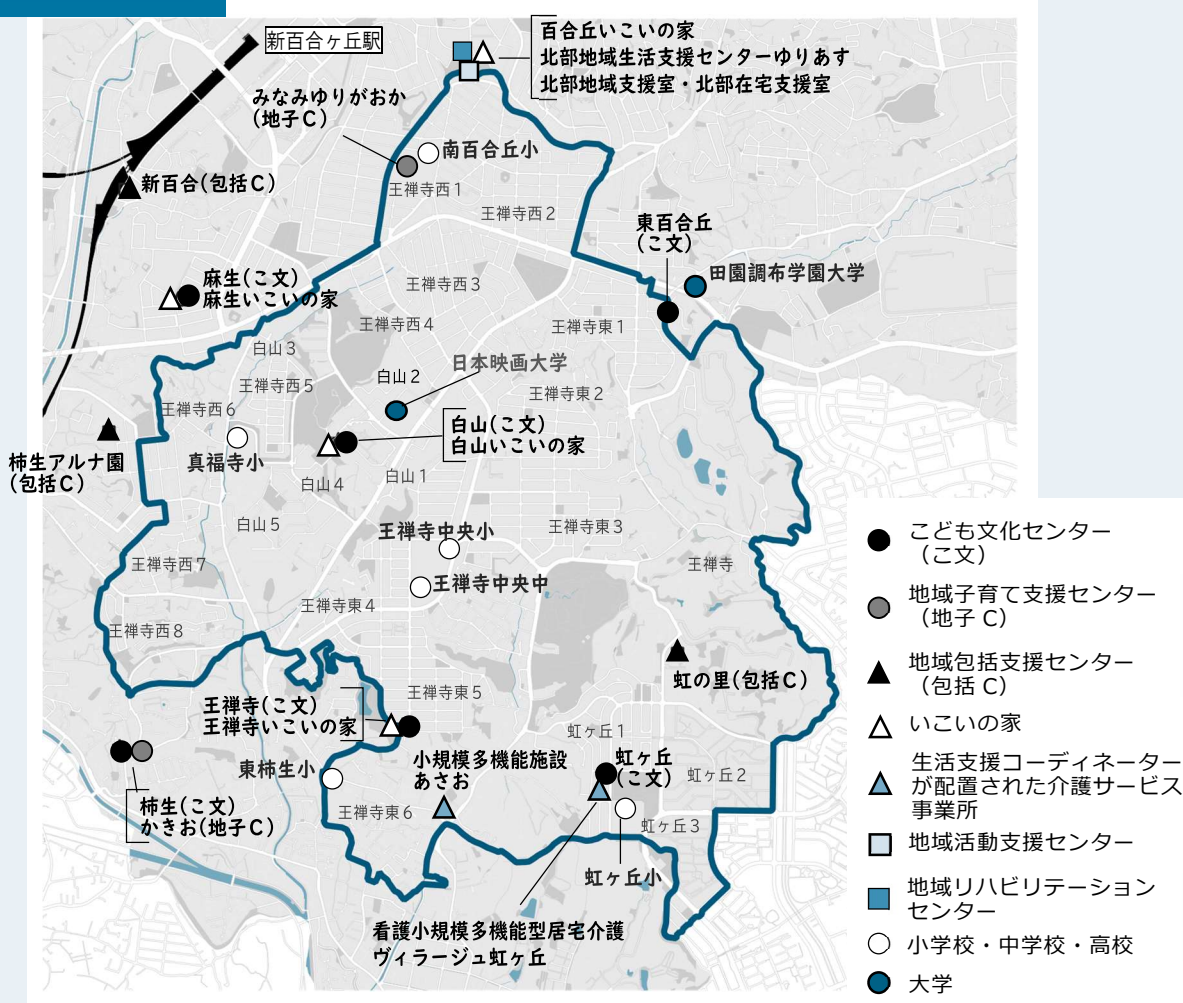 新百合ヶ丘駅
百合丘いこいの家
北部地域生活支援センターゆりあす
北部地域支援室・北部在宅支援室
みなみゆりがおか
(地子C)
南百合丘小
新百合(包括C)
王禅寺西1
王禅寺西2
東百合丘
(こ文)
田園調布学園大学
麻生(こ文)
麻生いこいの家
王禅寺西3
王禅寺西4
王禅寺東1
白山3
日本映画大学
王禅寺西5
白山2
王禅寺東2
王禅寺西6
白山(こ文)
白山いこいの家
柿生アルナ園
(包括C)
真福寺小
白山4
白山1
白山5
王禅寺中央小
王禅寺東3
王禅寺西7
王禅寺
王禅寺中央中
王禅寺東4
王禅寺西8
虹の里(包括C)
王禅寺東5
王禅寺(こ文)
王禅寺いこいの家
虹ヶ丘1
小規模多機能施設
あさお
虹ヶ丘
(こ文)
東柿生小
虹ヶ丘2
柿生(こ文)
かきお(地子C)
王禅寺東6
虹ヶ丘3
虹ヶ丘小
看護小規模多機能型居宅介護
ヴィラージュ虹ヶ丘
こども文化センター
（こ文）
地域子育て支援センター
（地子 C）
地域包括支援センター
（包括 C）
いこいの家
生活支援コーディネーター
が配置された介護サービス
事業所
地域活動支援センター
地域リハビリテーション
センター
小学校・中学校・高校
大学